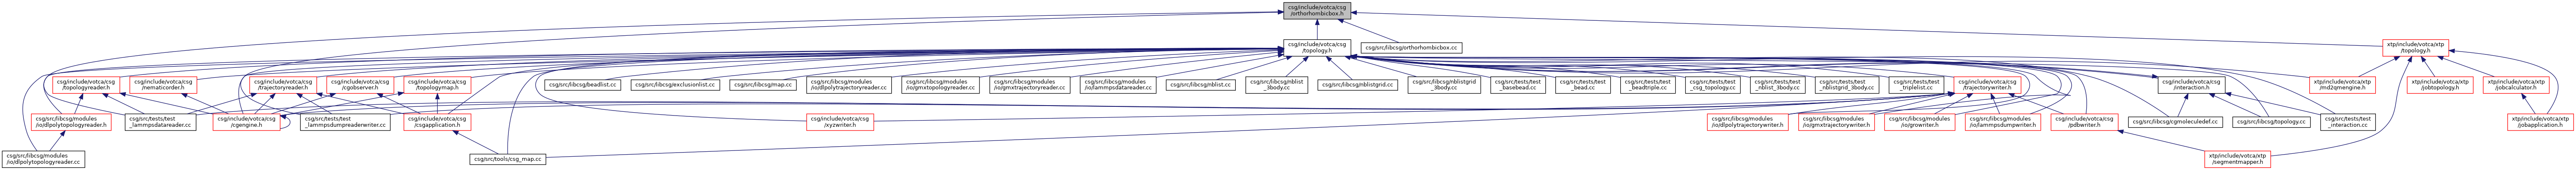 csg/include/votca/csg
/orthorhombicbox.h
csg/include/votca/csg
/topology.h
csg/src/libcsg/orthorhombicbox.cc
xtp/include/votca/xtp
/topology.h
csg/include/votca/csg
/topologyreader.h
csg/include/votca/csg
/nematicorder.h
csg/include/votca/csg
/trajectoryreader.h
csg/include/votca/csg
/cgobserver.h
csg/include/votca/csg
/topologymap.h
csg/src/libcsg/beadlist.cc
csg/src/libcsg/exclusionlist.cc
csg/src/libcsg/map.cc
csg/src/libcsg/modules
/io/dlpolytrajectoryreader.cc
csg/src/libcsg/modules
/io/gmxtopologyreader.cc
csg/src/libcsg/modules
/io/gmxtrajectoryreader.cc
csg/src/libcsg/modules
/io/lammpsdatareader.cc
csg/src/libcsg/nblist.cc
csg/src/libcsg/nblist
_3body.cc
csg/src/libcsg/nblistgrid.cc
csg/src/libcsg/nblistgrid
_3body.cc
csg/src/tests/test
_basebead.cc
csg/src/tests/test
_bead.cc
csg/src/tests/test
_beadtriple.cc
csg/src/tests/test
_csg_topology.cc
csg/src/tests/test
_nblist_3body.cc
csg/src/tests/test
_nblistgrid_3body.cc
csg/src/tests/test
_triplelist.cc
csg/include/votca/csg
/trajectorywriter.h
csg/include/votca/csg
/interaction.h
xtp/include/votca/xtp
/md2qmengine.h
xtp/include/votca/xtp
/jobtopology.h
xtp/include/votca/xtp
/jobcalculator.h
csg/src/libcsg/modules
/io/dlpolytopologyreader.h
csg/src/tests/test
_lammpsdatareader.cc
csg/include/votca/csg
/cgengine.h
csg/src/tests/test
_lammpsdumpreaderwriter.cc
csg/include/votca/csg
/csgapplication.h
csg/include/votca/csg
/xyzwriter.h
csg/src/libcsg/modules
/io/dlpolytrajectorywriter.h
csg/src/libcsg/modules
/io/gmxtrajectorywriter.h
csg/src/libcsg/modules
/io/growriter.h
csg/src/libcsg/modules
/io/lammpsdumpwriter.h
csg/include/votca/csg
/pdbwriter.h
csg/src/libcsg/cgmoleculedef.cc
csg/src/libcsg/topology.cc
csg/src/tests/test
_interaction.cc
xtp/include/votca/xtp
/jobapplication.h
csg/src/libcsg/modules
/io/dlpolytopologyreader.cc
csg/src/tools/csg_map.cc
xtp/include/votca/xtp
/segmentmapper.h